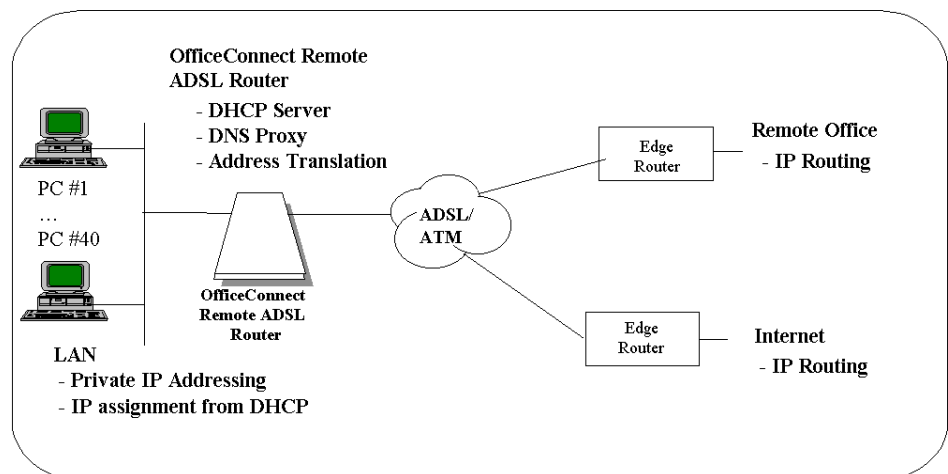 OfficeConnect Remote
ADSL Router
- DHCP Server
- DNS Proxy
- Address Translation
PC #1
...
PC #40
OfficeConnect
Remote ADSL
Router
LAN
- Private IP Addressing
- IP assignment from DHCP
ADSL/
ATM
Edge
Router
Remote Office
- IP Routing
Edge
Router
Internet
- IP Routing